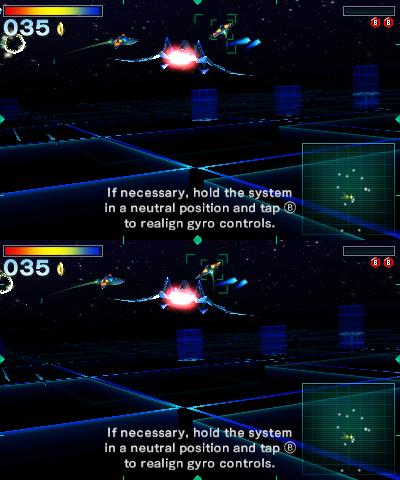 035
B B
If necessary, hold the system
in a neutral position and tap Ⓑ
to realign gyro controls.
035
B B
If necessary, hold the system
in a neutral position and tap Ⓑ
to realign gyro controls.